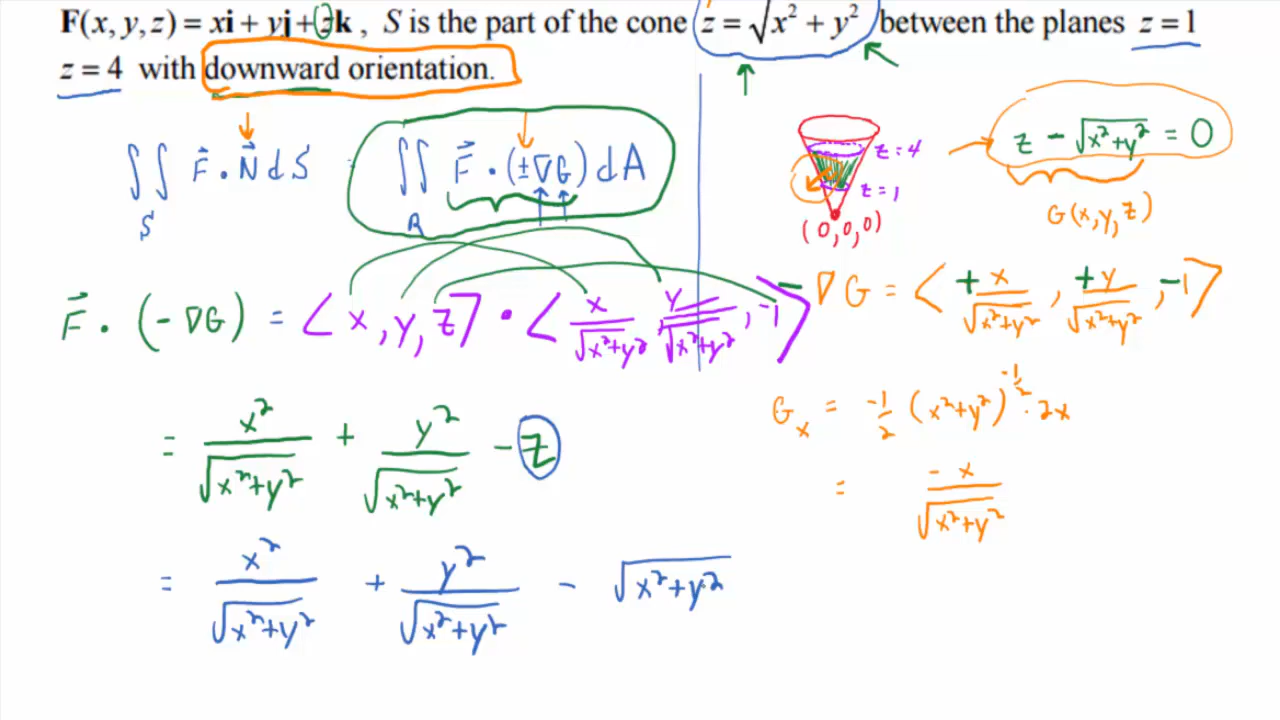 F(x, y, z) = xi + yj + zk , S is the part of the cone z = √x² + y² between the planes z = 1
z = 4 with downward orientation.
∬ F⃗ · N⃗ dS
S
∬ F⃗ · (±∇G) dA
R
z = 4
z = 1
(0,0,0)
z − √x²+y² = 0
G(x,y,z)
F⃗ · (−∇G) = ⟨x, y, z⟩ · ⟨x/√x²+y², y/√x²+y², −1⟩
−∇G = ⟨+x/√x²+y², +y/√x²+y², −1⟩
= x²/√x²+y² + y²/√x²+y² − z
= x²/√x²+y² + y²/√x²+y² − √x²+y²
Gₓ = −1/2 (x²+y²)^−1/2 · 2x
= −x/√x²+y²